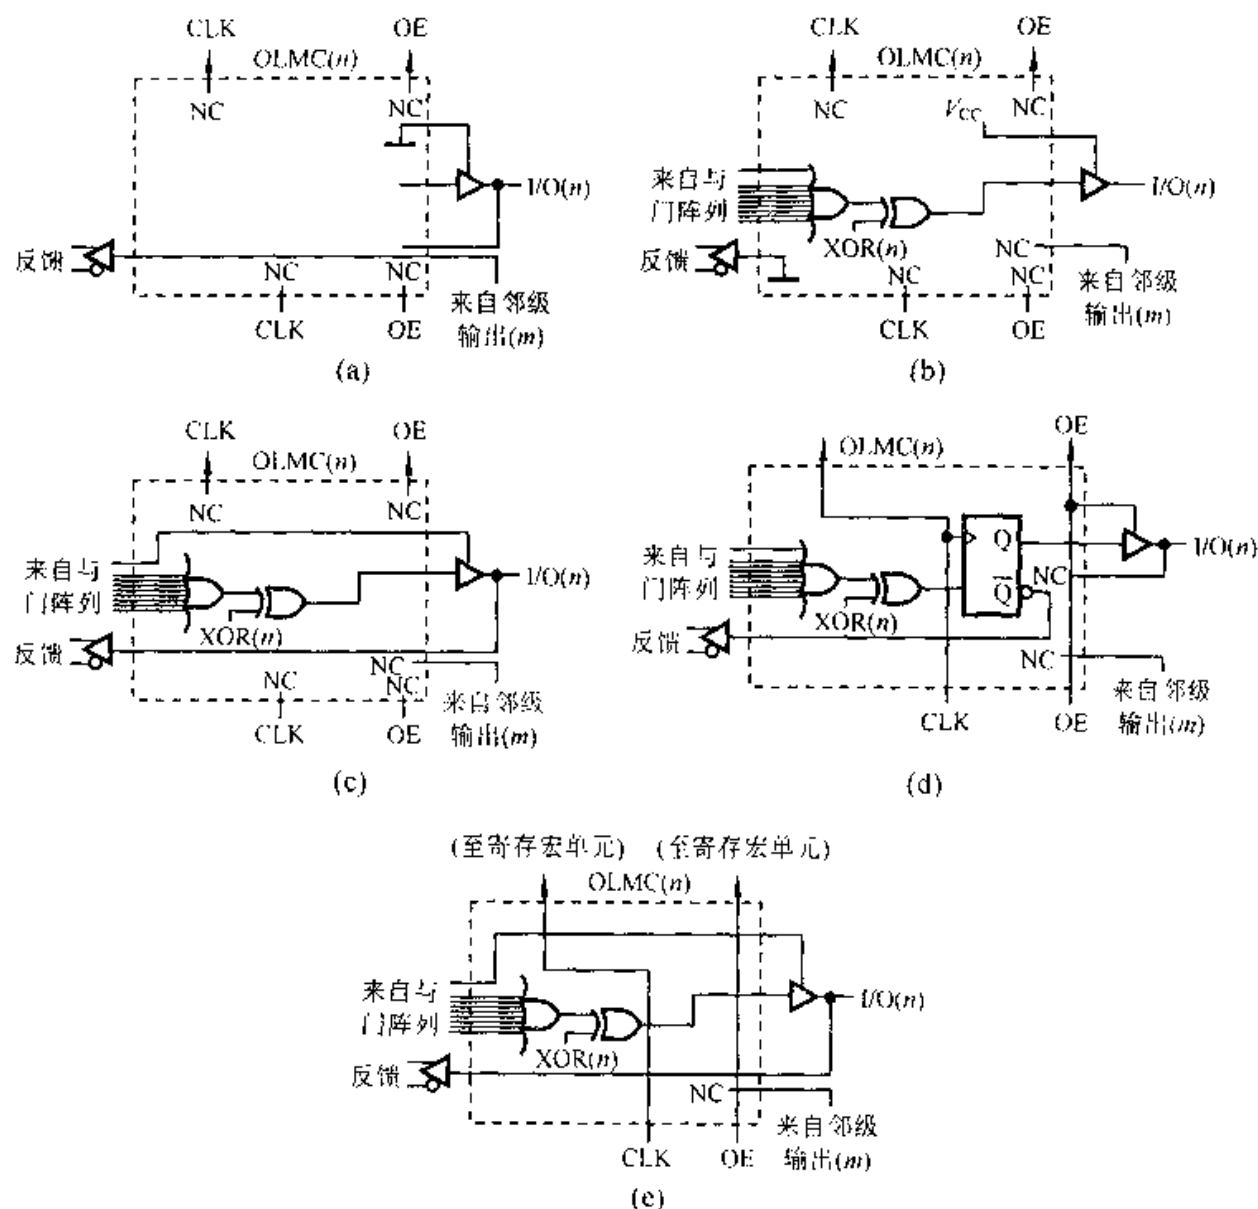 CLK
OE
OLMC(n)
NC
NC
I/O(n)
反馈
NC
NC
来自邻级
输出(m)
CLK
OE
(a)
CLK
OE
OLMC(n)
NC
NC
V_CC
来自与
门阵列
I/O(n)
XOR(n)
NC
反馈
NC
NC
来自邻级
输出(m)
CLK
OE
(b)
CLK
OE
OLMC(n)
NC
NC
来自与
门阵列
I/O(n)
XOR(n)
反馈
NC
NC
NC
来自邻级
输出(m)
CLK
OE
(c)
OE
OLMC(n)
来自与
门阵列
Q
I/O(n)
NC
Q̅
XOR(n)
反馈
NC
来自邻级
输出(m)
CLK
OE
(d)
(至寄存宏单元) (至寄存宏单元)
OLMC(n)
来自与
门阵列
I/O(n)
XOR(n)
反馈
NC
来自邻级
输出(m)
CLK
OE
(e)